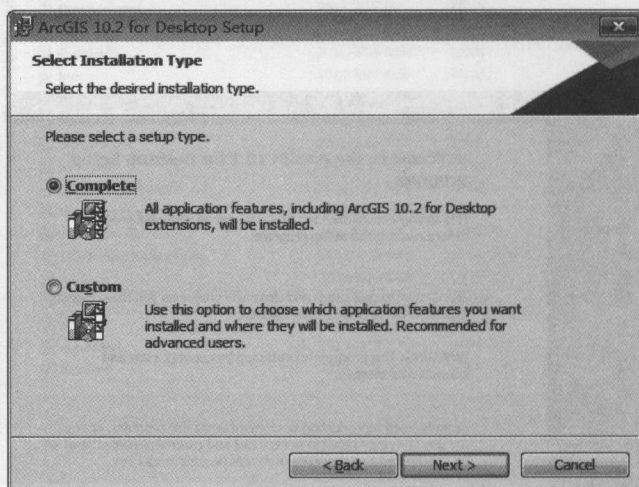 ArcGIS 10.2 for Desktop Setup
Select Installation Type
Select the desired installation type.
Please select a setup type.
Complete
All application features, including ArcGIS 10.2 for Desktop
extensions, will be installed.
Custom
Use this option to choose which application features you want
installed and where they will be installed. Recommended for
advanced users.
< Back
Next >
Cancel